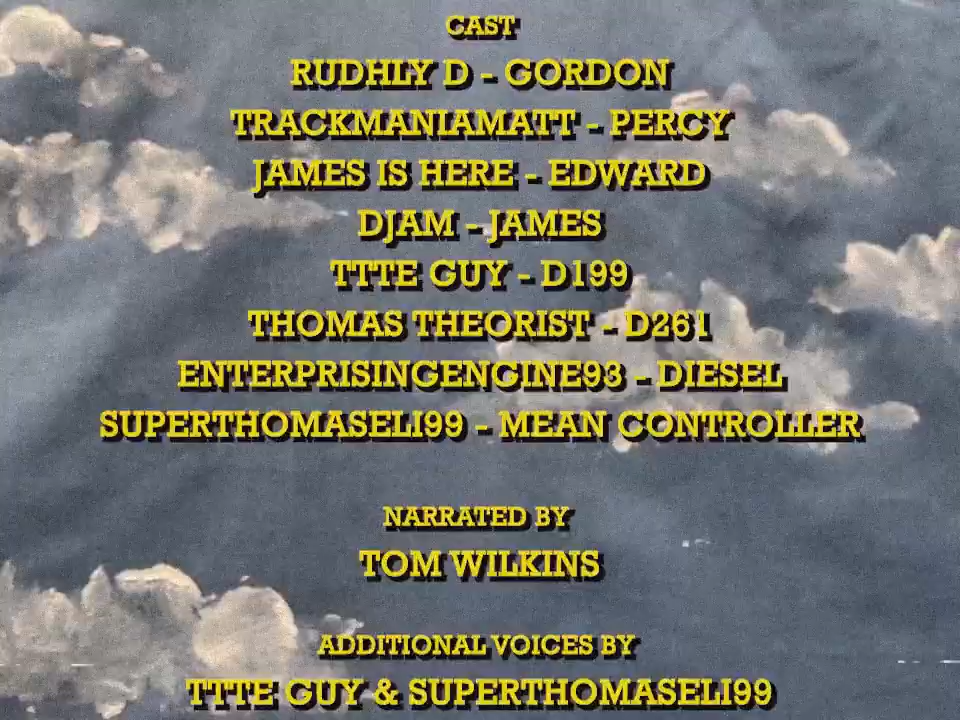 CAST
RUDHLY D - GORDON
TRACKMANIAMATT - PERCY
JAMES IS HERE - EDWARD
DJAM - JAMES
TTTE GUY - D199
THOMAS THEORIST - D261
ENTERPRISINGENGINE93 - DIESEL
SUPERTHOMASELI99 - MEAN CONTROLLER
NARRATED BY
TOM WILKINS
ADDITIONAL VOICES BY
TTTE GUY & SUPERTHOMASELI99